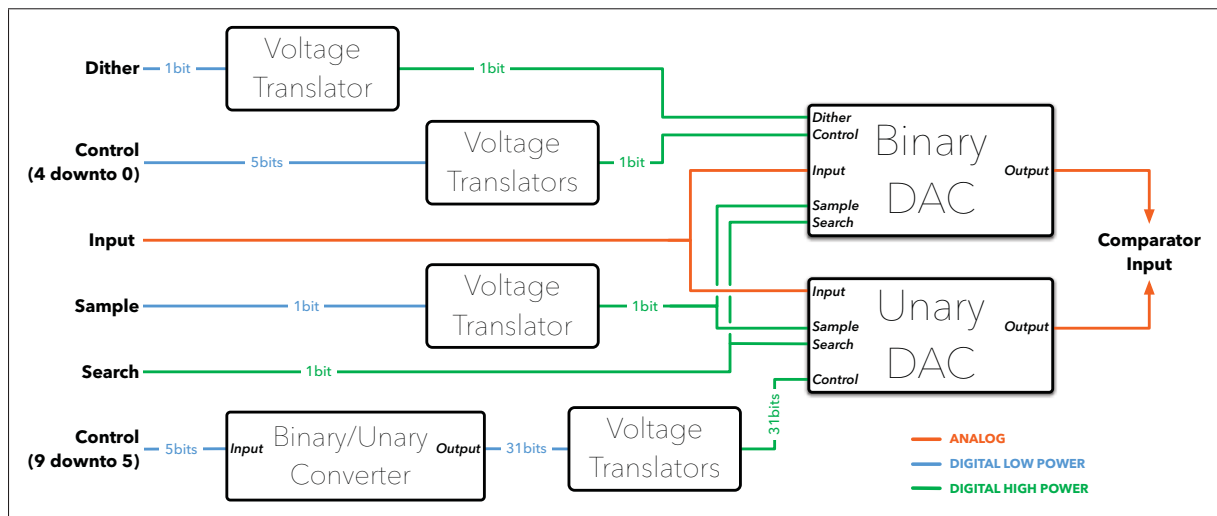 Dither
1bit
Voltage
Translator
1bit
Control
(4 downto 0)
5bits
Voltage
Translators
1bit
Dither
Control
Input
Sample
Search
Binary
DAC
Output
Input
Comparator
Input
Sample
1bit
Voltage
Translator
1bit
Input
Sample
Search
Control
Unary
DAC
Output
Search
1bit
31bits
Control
(9 downto 5)
5bits
Input
Binary/Unary
Converter
Output
31bits
Voltage
Translators
ANALOG
DIGITAL LOW POWER
DIGITAL HIGH POWER